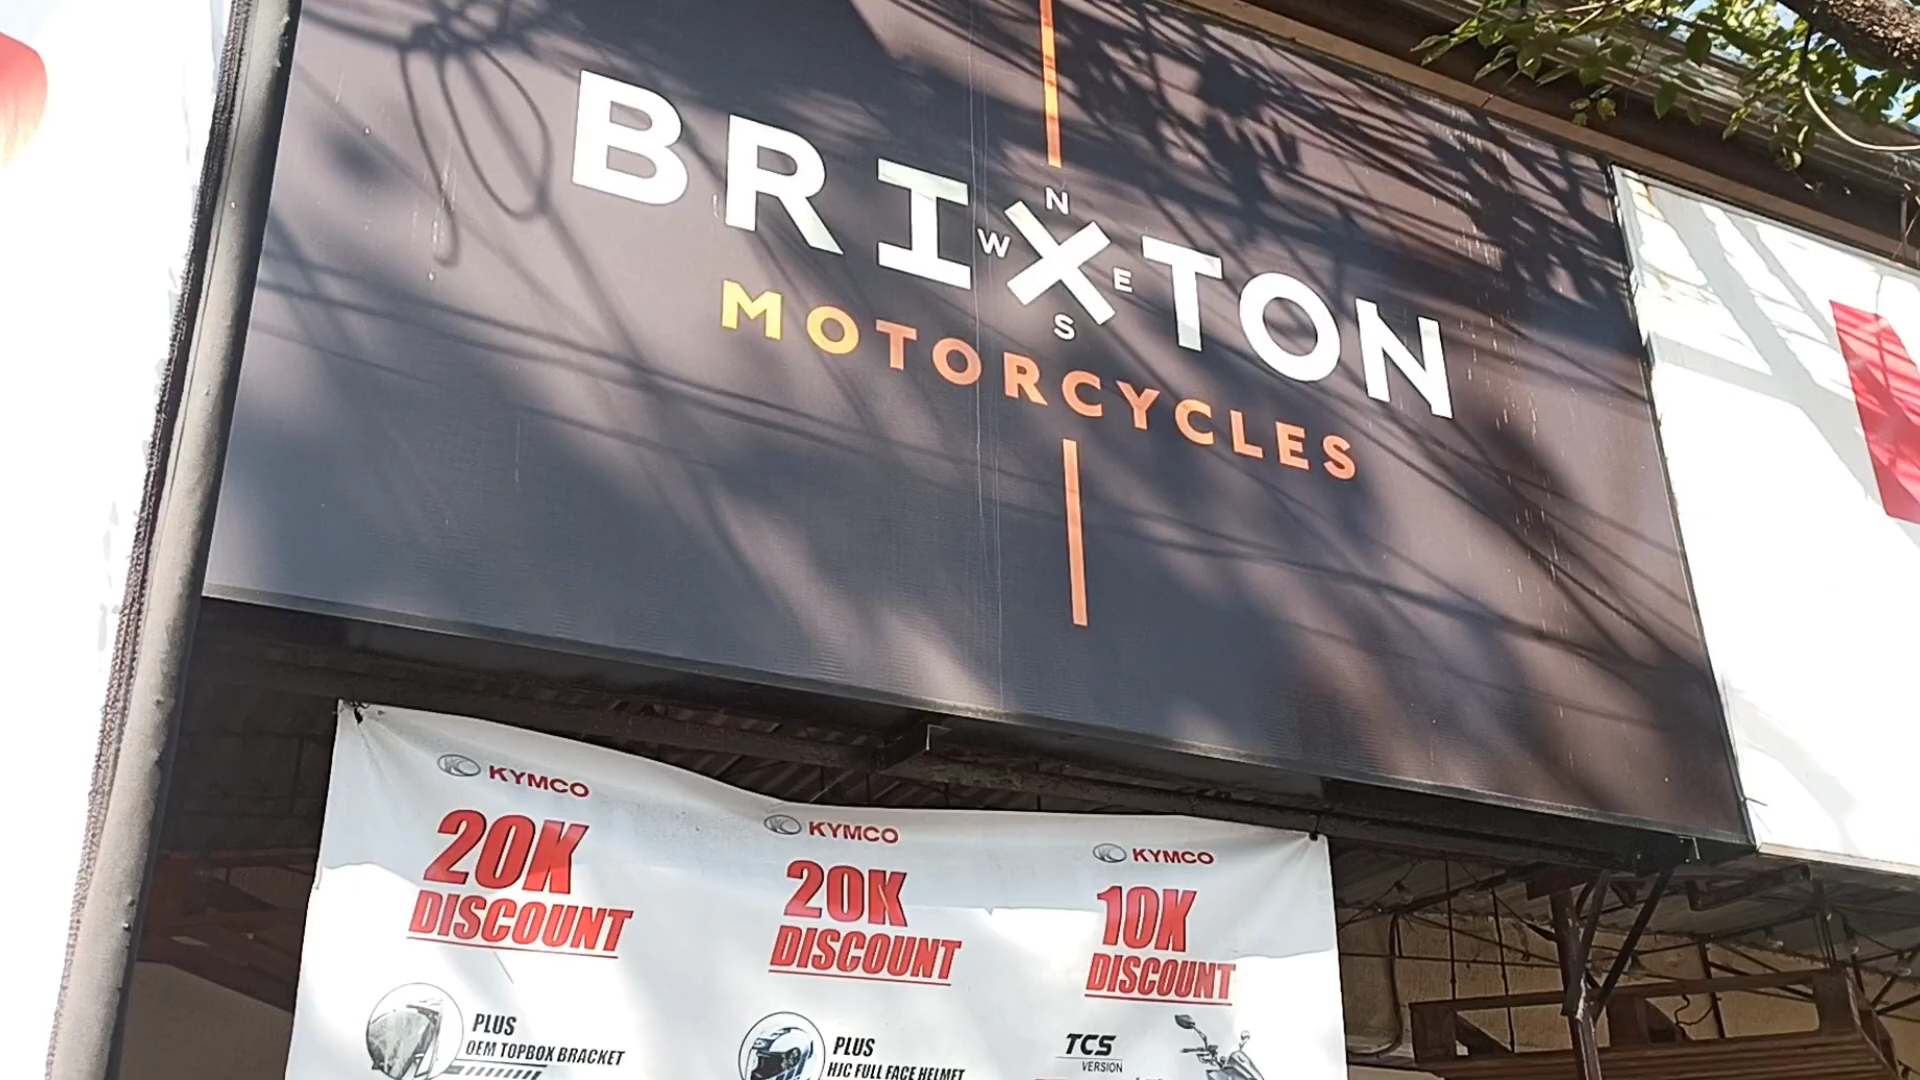 BRIXTON
N
W
E
S
MOTORCYCLES
KYMCO
20K
DISCOUNT
PLUS
OEM TOPBOX BRACKET
KYMCO
20K
DISCOUNT
PLUS
HJC FULL FACE HELMET
KYMCO
10K
DISCOUNT
TCS
VERSION